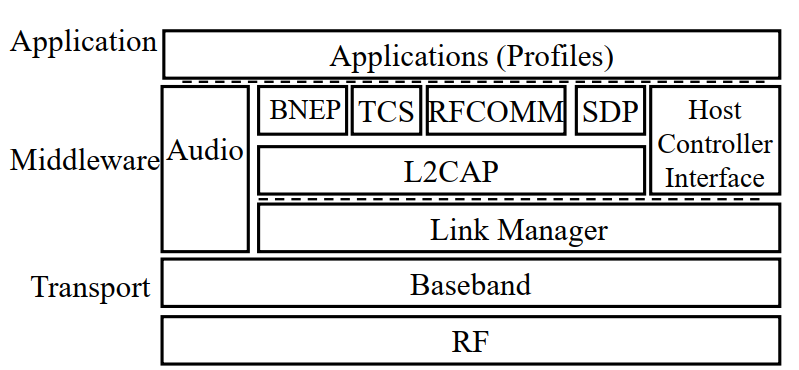 Application
Applications (Profiles)
BNEP
TCS
RFCOMM
SDP
Host
Controller
Interface
Middleware
Audio
L2CAP
Link Manager
Transport
Baseband
RF